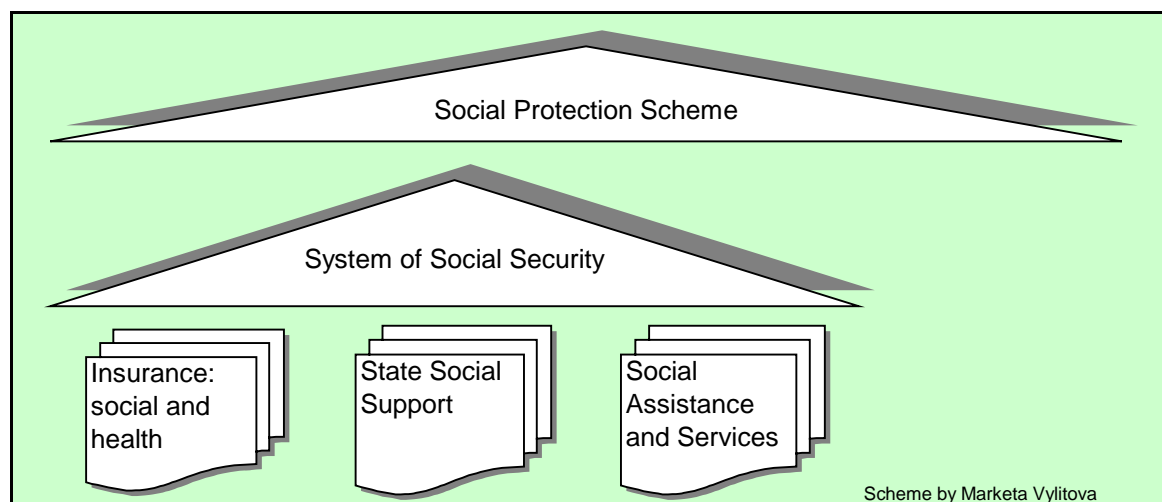 Social Protection Scheme
System of Social Security
Insurance:
social and
health
State Social
Support
Social
Assistance
and Services
Scheme by Marketa Vylitova